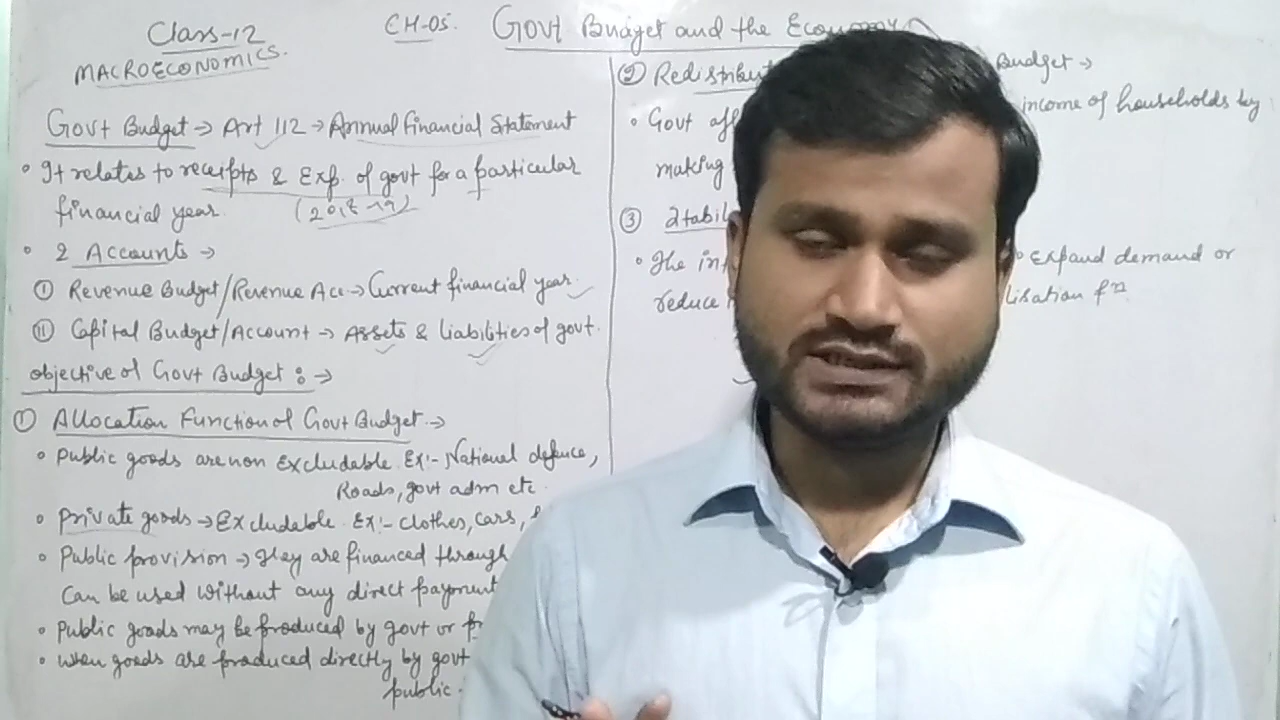 Class-12
CH-05. Govt Budget and the Economy
MACROECONOMICS.
Govt Budget → Art 112 → Annual Financial Statement
• It relates to receipts & Exp. of govt for a particular
financial year. (2018-19)
• 2 Accounts →
① Revenue Budget/Revenue Acc → Current financial year.
② Capital Budget/Account → Assets & liabilities of govt.
objective of Govt Budget : →
① Allocation Function of Govt Budget →
• Public goods are non Excludable. Ex:- National defence,
Roads, govt adm etc.
• private goods → Excludable. Ex:- clothes, cars,
• Public provision → They are financed through
Can be used without any direct payment
• Public goods may be produced by govt or
• when goods are produced directly by govt
public.
② Redistribut Budget →
• Govt income of households by
making
③
• The expand demand or
reduce fⁿ